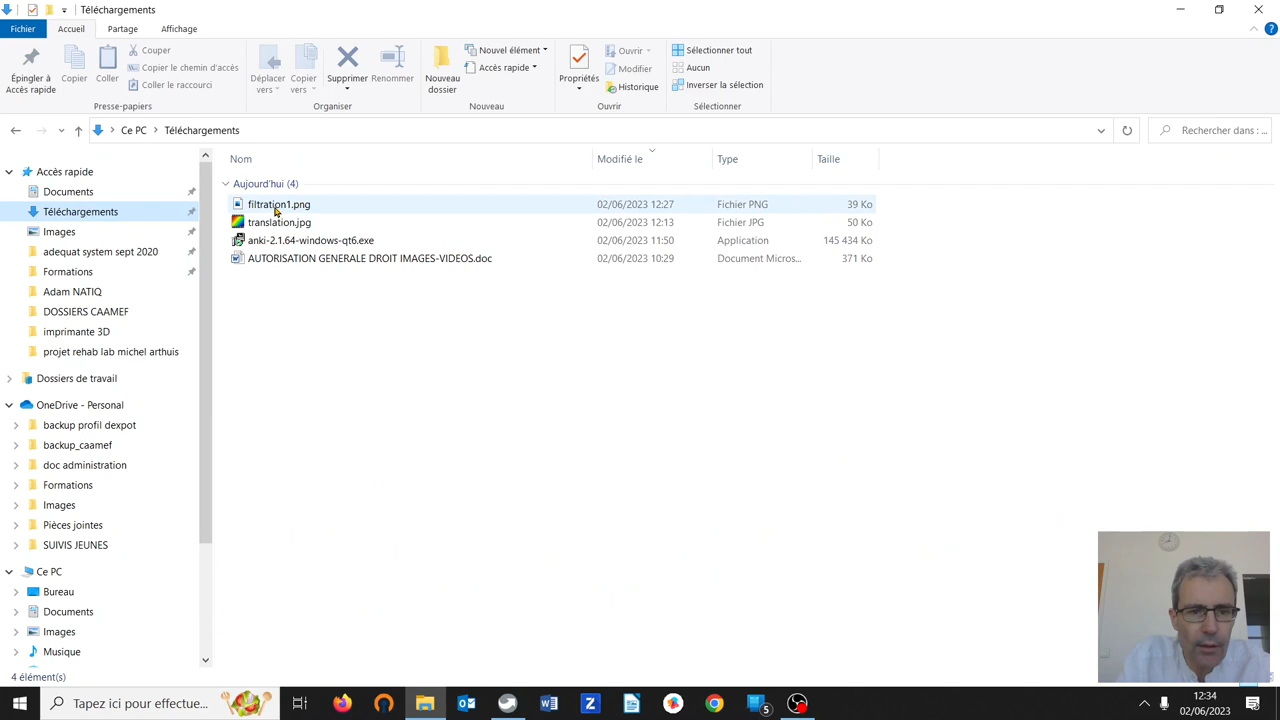 Téléchargements
Fichier
Accueil
Partage
Affichage
Épingler à
Accès rapide
Copier
Coller
Couper
Copier le chemin d'accès
Coller le raccourci
Presse-papiers
Déplacer
vers
Copier
vers
Supprimer
Renommer
Organiser
Nouveau
dossier
Nouvel élément
Accès rapide
Nouveau
Propriétés
Ouvrir
Modifier
Historique
Ouvrir
Sélectionner tout
Aucun
Inverser la sélection
Sélectionner
Ce PC > Téléchargements
Rechercher dans : ...
Nom Modifié le Type Taille
Aujourd'hui (4)
filtration1.png 02/06/2023 12:27 Fichier PNG 39 Ko
translation.jpg 02/06/2023 12:13 Fichier JPG 50 Ko
anki-2.1.64-windows-qt6.exe 02/06/2023 11:50 Application 145 434 Ko
AUTORISATION GENERALE DROIT IMAGES-VIDEOS.doc 02/06/2023 10:29 Document Micros... 371 Ko
Accès rapide
Documents
Téléchargements
Images
adequat system sept 2020
Formations
Adam NATIQ
DOSSIERS CAAMEF
imprimante 3D
projet rehab lab michel arthuis
Dossiers de travail
OneDrive - Personal
backup profil dexpot
backup_caamef
doc administration
Formations
Images
Pièces jointes
SUIVIS JEUNES
Ce PC
Bureau
Documents
Images
Musique
4 élément(s)
Tapez ici pour effectue...
5
12:34
02/06/2023